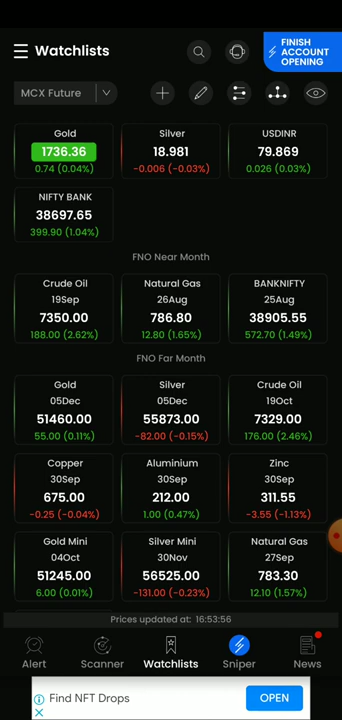 Watchlists
FINISH
ACCOUNT
OPENING
MCX Future
Gold
1736.36
0.74 (0.04%)
Silver
18.981
-0.006 (-0.03%)
USDINR
79.869
0.026 (0.03%)
NIFTY BANK
38697.65
399.90 (1.04%)
FNO Near Month
Crude Oil
19Sep
7350.00
188.00 (2.62%)
Natural Gas
26Aug
786.80
12.80 (1.65%)
BANKNIFTY
25Aug
38905.55
572.70 (1.49%)
FNO Far Month
Gold
05Dec
51460.00
55.00 (0.11%)
Silver
05Dec
55873.00
-82.00 (-0.15%)
Crude Oil
19Oct
7329.00
176.00 (2.46%)
Copper
30Sep
675.00
-0.25 (-0.04%)
Aluminium
30Sep
212.00
1.00 (0.47%)
Zinc
30Sep
311.55
-3.55 (-1.13%)
Gold Mini
04Oct
51245.00
6.00 (0.01%)
Silver Mini
30Nov
56525.00
-131.00 (-0.23%)
Natural Gas
27Sep
783.30
12.10 (1.57%)
Prices updated at: 16:53:56
Alert
Scanner
Watchlists
Sniper
News
Find NFT Drops
OPEN